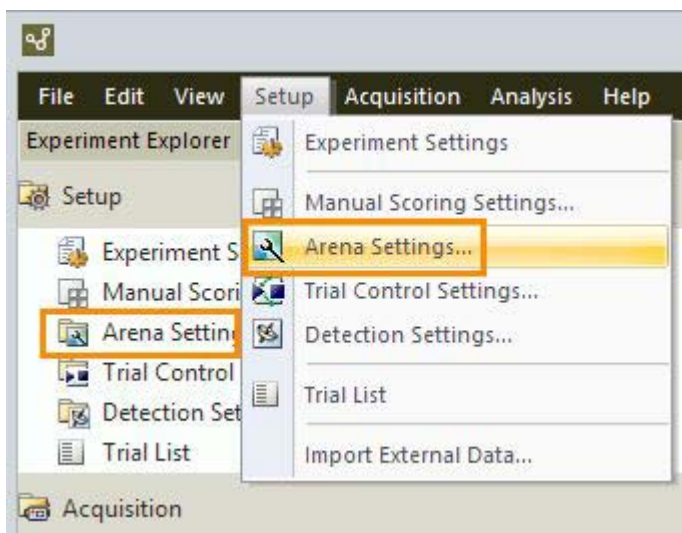 File Edit View Setup Acquisition Analysis Help
Experiment Explorer
Experiment Settings
Setup
Manual Scoring Settings...
Experiment S
Arena Settings...
Manual Scori
Trial Control Settings...
Arena Settin
Detection Settings...
Trial Control
Trial List
Detection Set
Import External Data...
Trial List
Acquisition